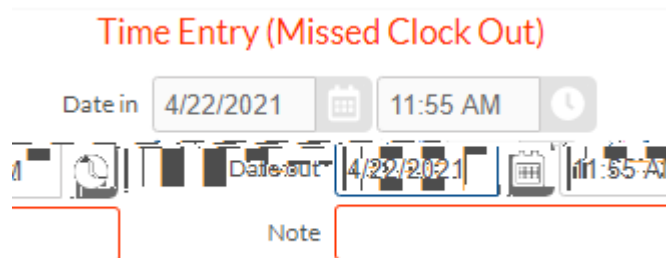 Time Entry (Missed Clock Out)
Date in 4/22/2021 11:55 AM
Date out 4/22/2021
Note